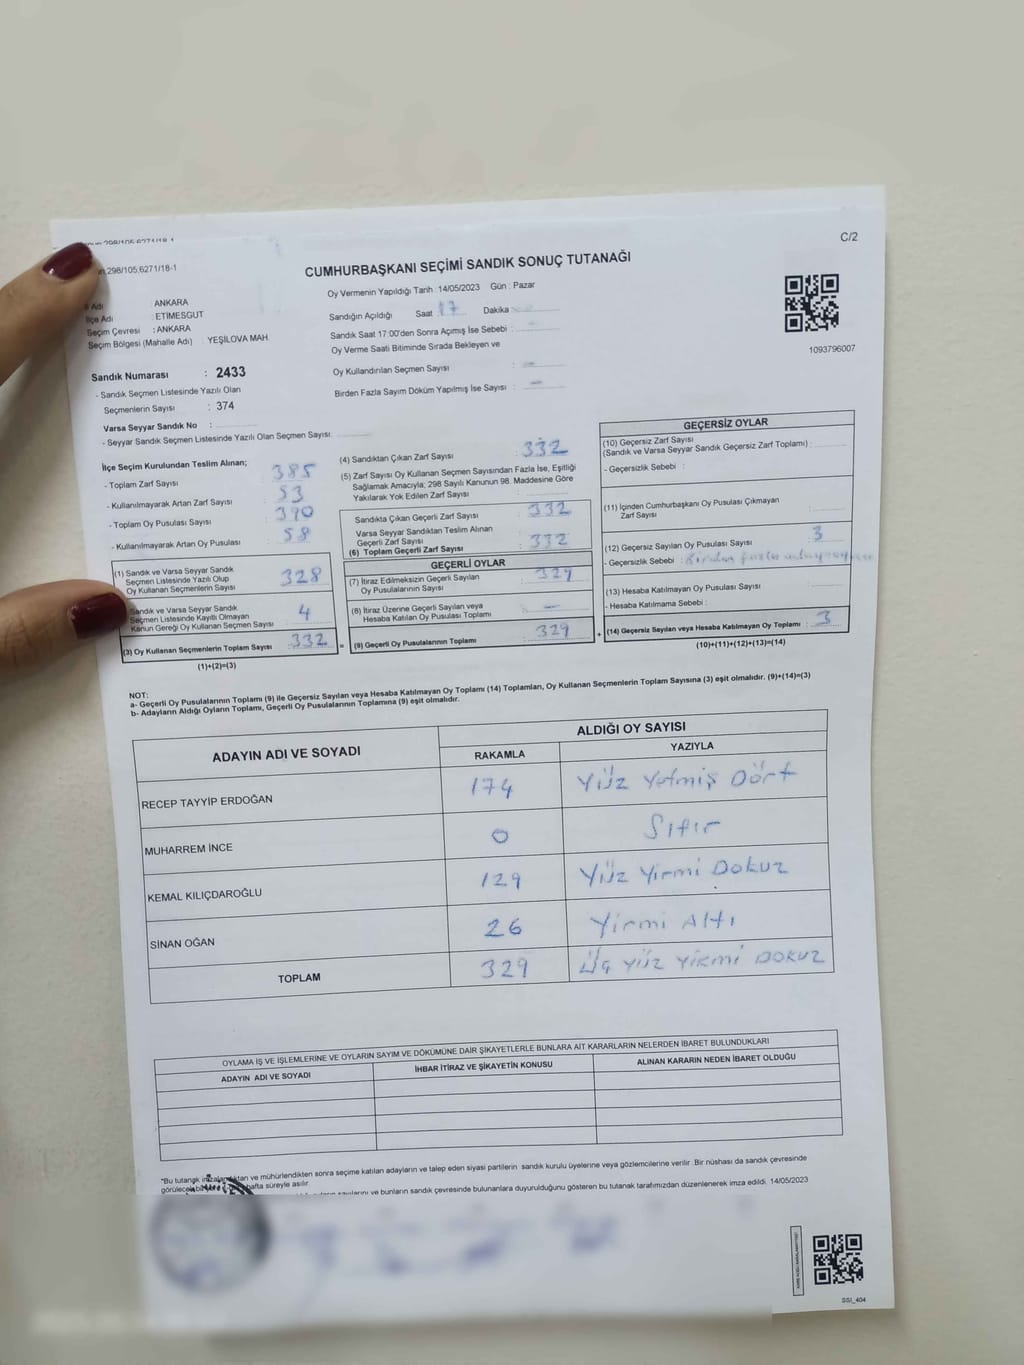 298/105,6271/18-1
C/2
,298/105,6271/18-1
CUMHURBAŞKANI SEÇİMİ SANDIK SONUÇ TUTANAĞI
Adı : ANKARA
İlçe Adı : ETİMESGUT
Seçim Çevresi : ANKARA
Seçim Bölgesi (Mahalle Adı) : YEŞİLOVA MAH.
Oy Vermenin Yapıldığı Tarih :14/05/2023 Gün : Pazar
Sandığın Açıldığı Saat 17 Dakika
Sandık Saat 17:00'den Sonra Açımış İse Sebebi :
Oy Verme Saati Bitiminde Sırada Bekleyen ve
Oy Kullandırılan Seçmen Sayısı : -
Birden Fazla Sayım Döküm Yapılmış İse Sayısı : -
1093796007
Sandık Numarası : 2433
- Sandık Seçmen Listesinde Yazılı Olan
Seçmenlerin Sayısı : 374
Varsa Seyyar Sandık No :
- Seyyar Sandık Seçmen Listesinde Yazılı Olan Seçmen Sayısı:
İlçe Seçim Kurulundan Teslim Alınan;
- Toplam Zarf Sayısı : 385
- Kullanılmayarak Artan Zarf Sayısı : 53
- Toplam Oy Pusulası Sayısı : 390
- Kullanılmayarak Artan Oy Pusulası : 58
(1) Sandık ve Varsa Seyyar Sandık
Seçmen Listesinde Yazılı Olup
Oy Kullanan Seçmenlerin Sayısı : 328
Sandık ve Varsa Seyyar Sandık
Seçmen Listesinde Kayıtlı Olmayan
Kanun Gereği Oy Kullanan Seçmen Sayısı : 4
(3) Oy Kullanan Seçmenlerin Toplam Sayısı : 332
(1)+(2)=(3)
(4) Sandıktan Çıkan Zarf Sayısı : 332
(5) Zarf Sayısı Oy Kullanan Seçmen Sayısından Fazla İse, Eşitliği
Sağlamak Amacıyla; 298 Sayılı Kanunun 98. Maddesine Göre
Yakılarak Yok Edilen Zarf Sayısı :
Sandıkta Çıkan Geçerli Zarf Sayısı : 332
Varsa Seyyar Sandıktan Teslim Alınan
Geçerli Zarf Sayısı :
(6) Toplam Geçerli Zarf Sayısı : 332
GEÇERLİ OYLAR
(7) İtiraz Edilmeksizin Geçerli Sayılan
Oy Pusulalarının Sayısı : 329
(8) İtiraz Üzerine Geçerli Sayılan veya
Hesaba Katılan Oy Pusulası Toplamı : -
= (9) Geçerli Oy Pusulalarının Toplamı : 329 +
GEÇERSİZ OYLAR
(10) Geçersiz Zarf Sayısı
(Sandık ve Varsa Seyyar Sandık Geçersiz Zarf Toplamı) :
- Geçersizlik Sebebi :
(11) İçinden Cumhurbaşkanı Oy Pusulası Çıkmayan
Zarf Sayısı :
(12) Geçersiz Sayılan Oy Pusulası Sayısı : 3
- Geçersizlik Sebebi : Birden fazla
(13) Hesaba Katılmayan Oy Pusulası Sayısı :
- Hesaba Katılmama Sebebi :
(14) Geçersiz Sayılan veya Hesaba Katılmayan Oy Toplamı : 3
(10)+(11)+(12)+(13)=(14)
NOT:
a- Geçerli Oy Pusulalarının Toplamı (9) ile Geçersiz Sayılan veya Hesaba Katılmayan Oy Toplamı (14) Toplamları, Oy Kullanan Seçmenlerin Toplam Sayısına (3) eşit olmalıdır. (9)+(14)=(3)
b- Adayların Aldığı Oyların Toplamı, Geçerli Oy Pusulalarının Toplamına (9) eşit olmalıdır.
ADAYIN ADI VE SOYADI
ALDIĞI OY SAYISI
RAKAMLA YAZIYLA
RECEP TAYYİP ERDOĞAN 174 Yüz Yetmiş Dört
MUHARREM İNCE 0 Sıfır
KEMAL KILIÇDAROĞLU 129 Yüz Yirmi Dokuz
SİNAN OĞAN 26 Yirmi Altı
TOPLAM 329 Üç Yüz Yirmi Dokuz
OYLAMA İŞ VE İŞLEMLERİNE VE OYLARIN SAYIM VE DÖKÜMÜNE DAİR ŞİKAYETLERLE BUNLARA AİT KARARLARIN NELERDEN İBARET BULUNDUKLARI
ADAYIN ADI VE SOYADI İHBAR İTİRAZ VE ŞİKAYETİN KONUSU ALINAN KARARIN NEDEN İBARET OLDUĞU
*Bu tutanak imzalandıktan ve mühürlendikten sonra seçime katılan adayların ve talep eden siyasi partilerin sandık kurulu üyelerine veya gözlemcilerine verilir. Bir nüshası da sandık çevresinde
hafta süreyle asılır.
sayılarını ve bunların sandık çevresinde bulunanlara duyurulduğunu gösteren bu tutanak tarafımızdan düzenlenerek imza edildi. 14/05/2023
SSI_404